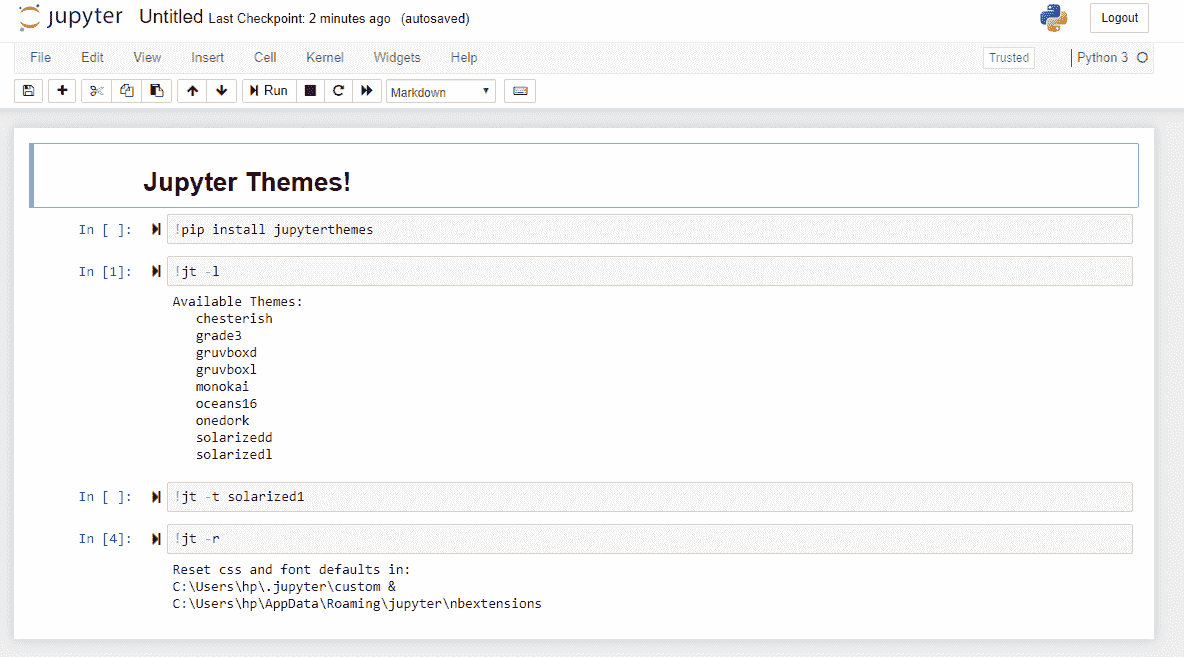 jupyter Untitled Last Checkpoint: 2 minutes ago (autosaved) Logout
File Edit View Insert Cell Kernel Widgets Help Trusted Python 3
Run Markdown
Jupyter Themes!
In [ ]: !pip install jupyterthemes
In [1]: !jt -l
Available Themes:
chesterish
grade3
gruvboxd
gruvboxl
monokai
oceans16
onedork
solarizedd
solarizedl
In [ ]: !jt -t solarized1
In [4]: !jt -r
Reset css and font defaults in:
C:\Users\hp\.jupyter\custom &
C:\Users\hp\AppData\Roaming\jupyter\nbextensions